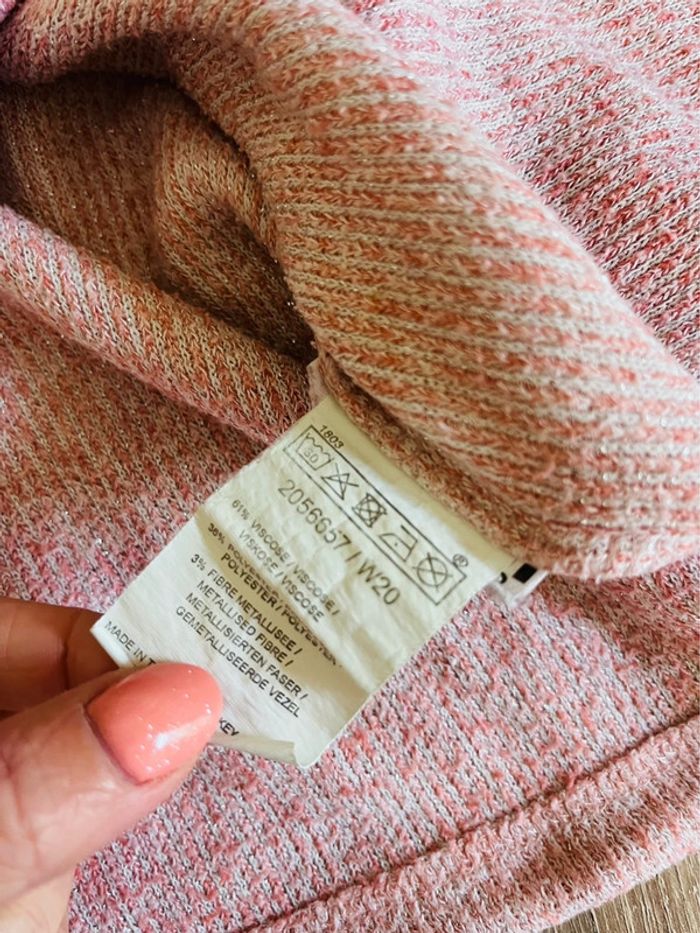 1803
30
2056657 / W20
61% VISCOSE / VISCOSE /
VISKOSE / VISCOSE
36% POLYESTER /
POLYESTER / POLYESTER
3% FIBRE METALLISEE /
METALLISED FIBRE /
METALLISIERTEN FASER /
GEMETALLISEERDE VEZEL
MADE IN
KEY
®